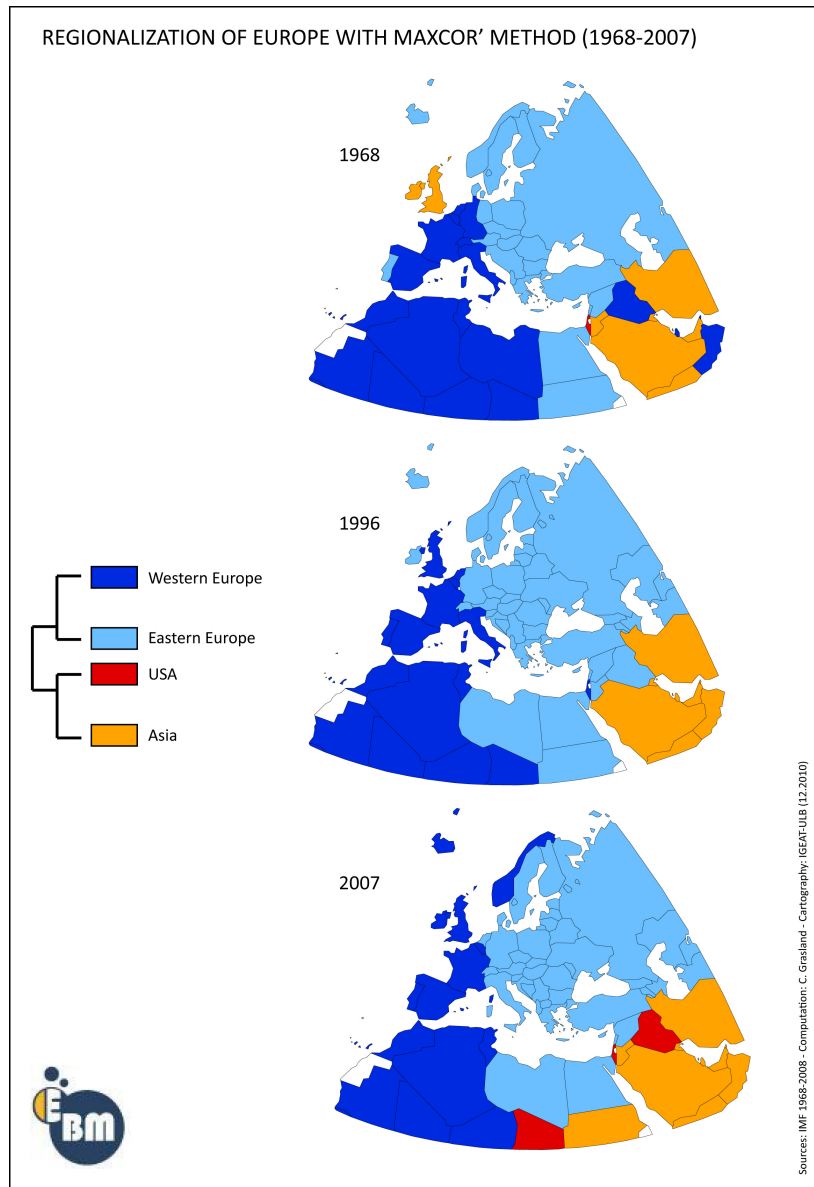 REGIONALIZATION OF EUROPE WITH MAXCOR’ METHOD (1968-2007)
1968
1996
Western Europe
Eastern Europe
USA
Asia
2007
Sources: IMF 1968-2008 - Computation: C. Grasland - Cartography: IGEAT-ULB (12.2010)
E
BM